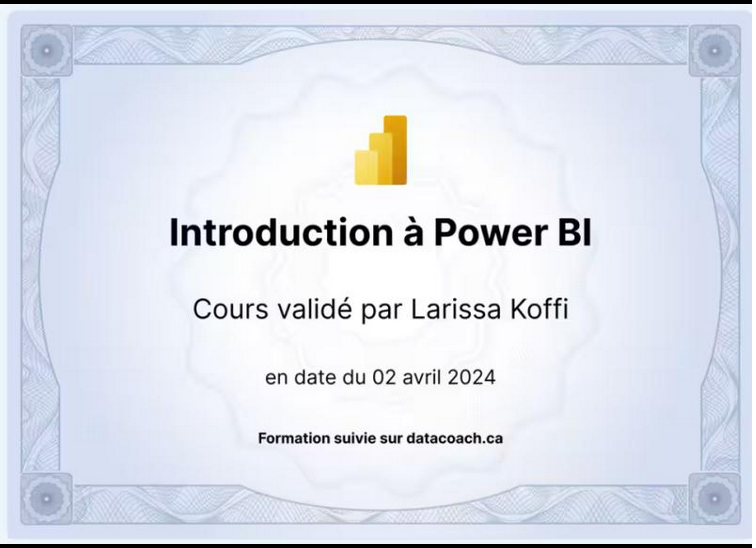 Introduction à Power BI
Cours validé par Larissa Koffi
en date du 02 avril 2024
Formation suivie sur datacoach.ca